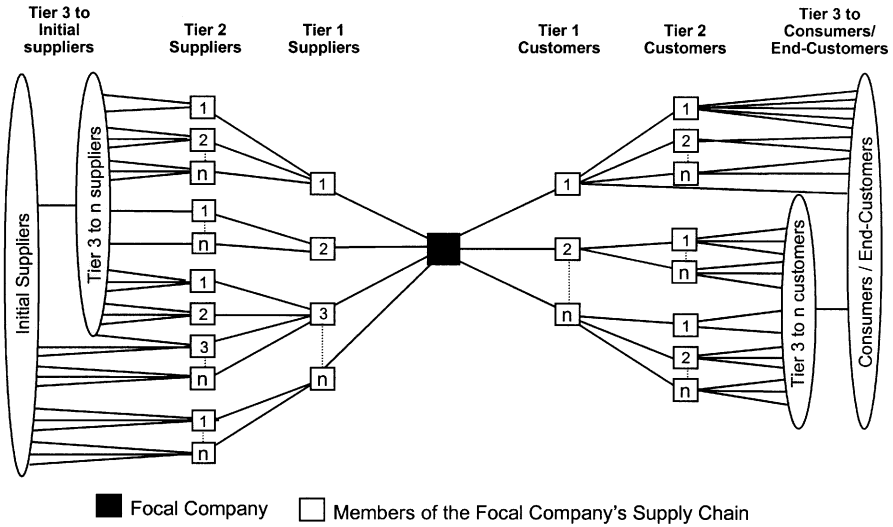 Tier 3 to
Initial
suppliers
Tier 2
Suppliers
Tier 1
Suppliers
Tier 1
Customers
Tier 2
Customers
Tier 3 to
Consumers/
End-Customers
Initial Suppliers
Tier 3 to n suppliers
1
2
n
1
n
1
2
3
n
1
n
1
2
3
n
1
2
n
1
2
n
1
n
1
2
n
Tier 3 to n customers
Consumers / End-Customers
Focal Company
Members of the Focal Company's Supply Chain